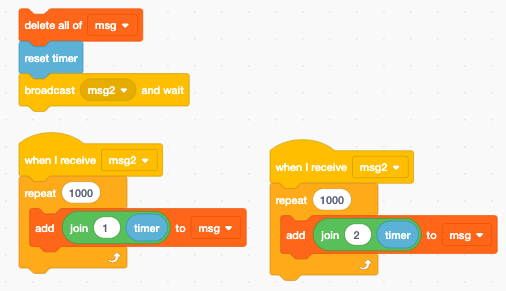 delete all of msg
reset timer
broadcast msg2 and wait
when I receive msg2
repeat 1000
add join 1 timer to msg
when I receive msg2
repeat 1000
add join 2 timer to msg